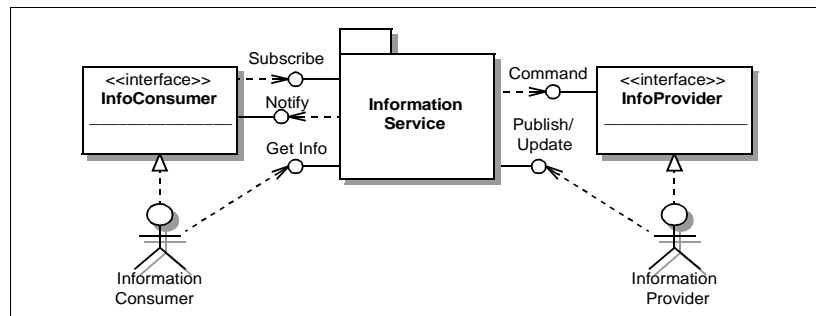 Subscribe
<<interface>>
InfoConsumer
Notify
Get Info
Information
Service
Command
<<interface>>
InfoProvider
Publish/
Update
Information
Consumer
Information
Provider